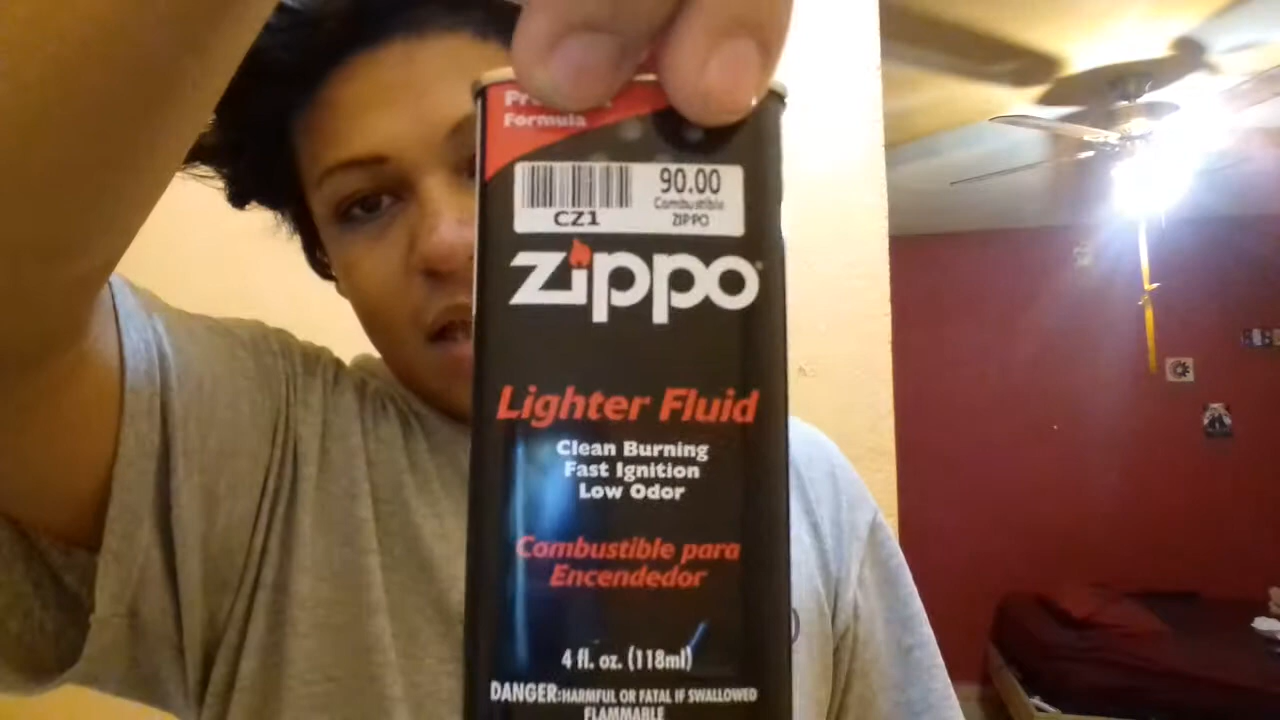 Formula
90.00
Combustible
CZ1 ZIPPO
zippo
Lighter Fluid
Clean Burning
Fast Ignition
Low Odor
Combustible para
Encendedor
4 fl. oz. (118ml)
DANGER:HARMFUL OR FATAL IF SWALLOWED
FLAMMABLE